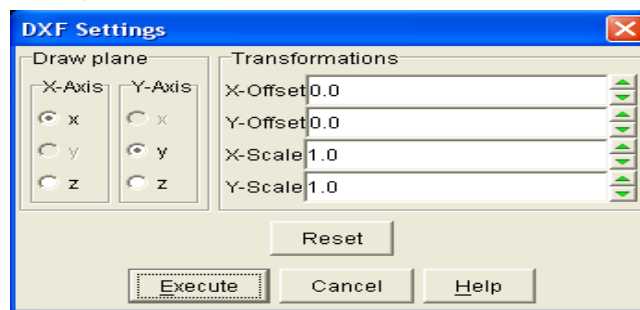 DXF Settings
Draw plane
X-Axis Y-Axis
x x
y y
z z
Transformations
X-Offset 0.0
Y-Offset 0.0
X-Scale 1.0
Y-Scale 1.0
Reset
Execute Cancel Help